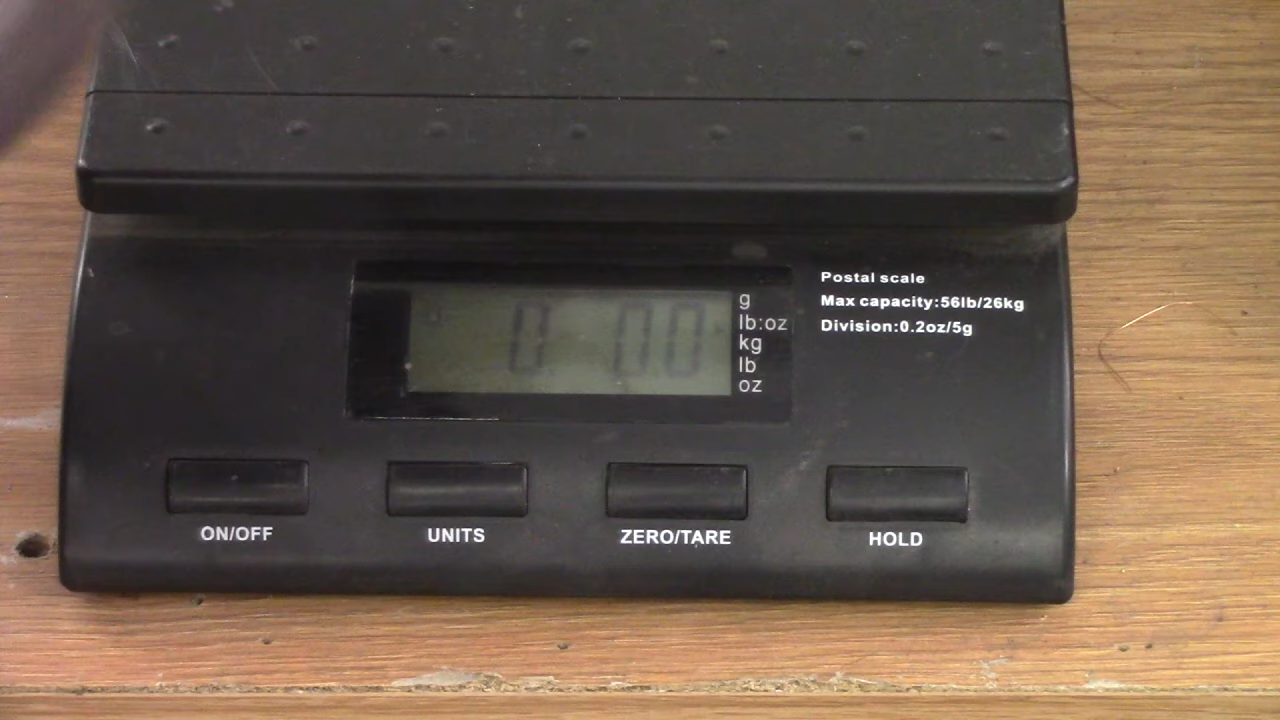 Postal scale
Max capacity:56lb/26kg
Division:0.2oz/5g
0 0.0
g
lb:oz
kg
lb
oz
ON/OFF
UNITS
ZERO/TARE
HOLD